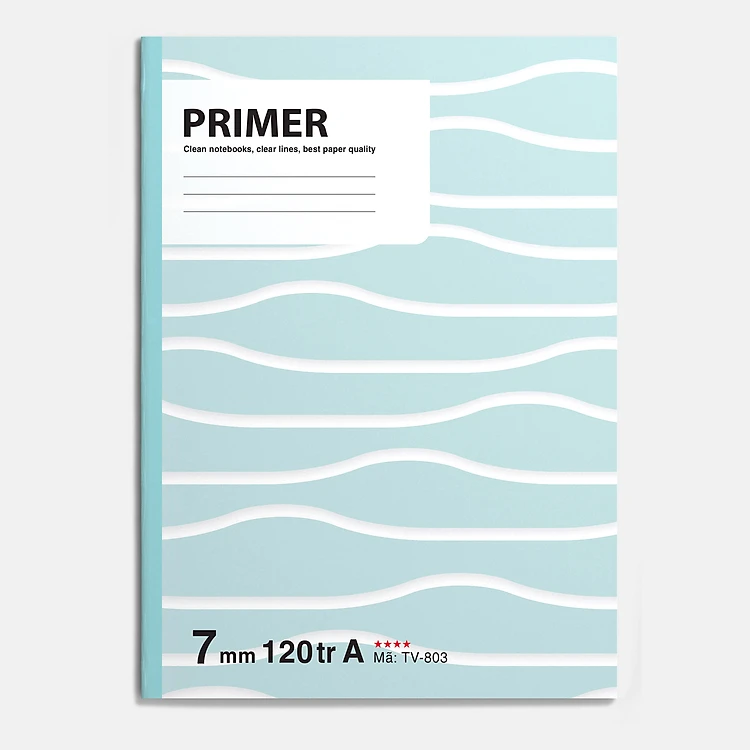 PRIMER
Clean notebooks, clear lines, best paper quality
7mm 120tr A ★★★★
Mã: TV-803